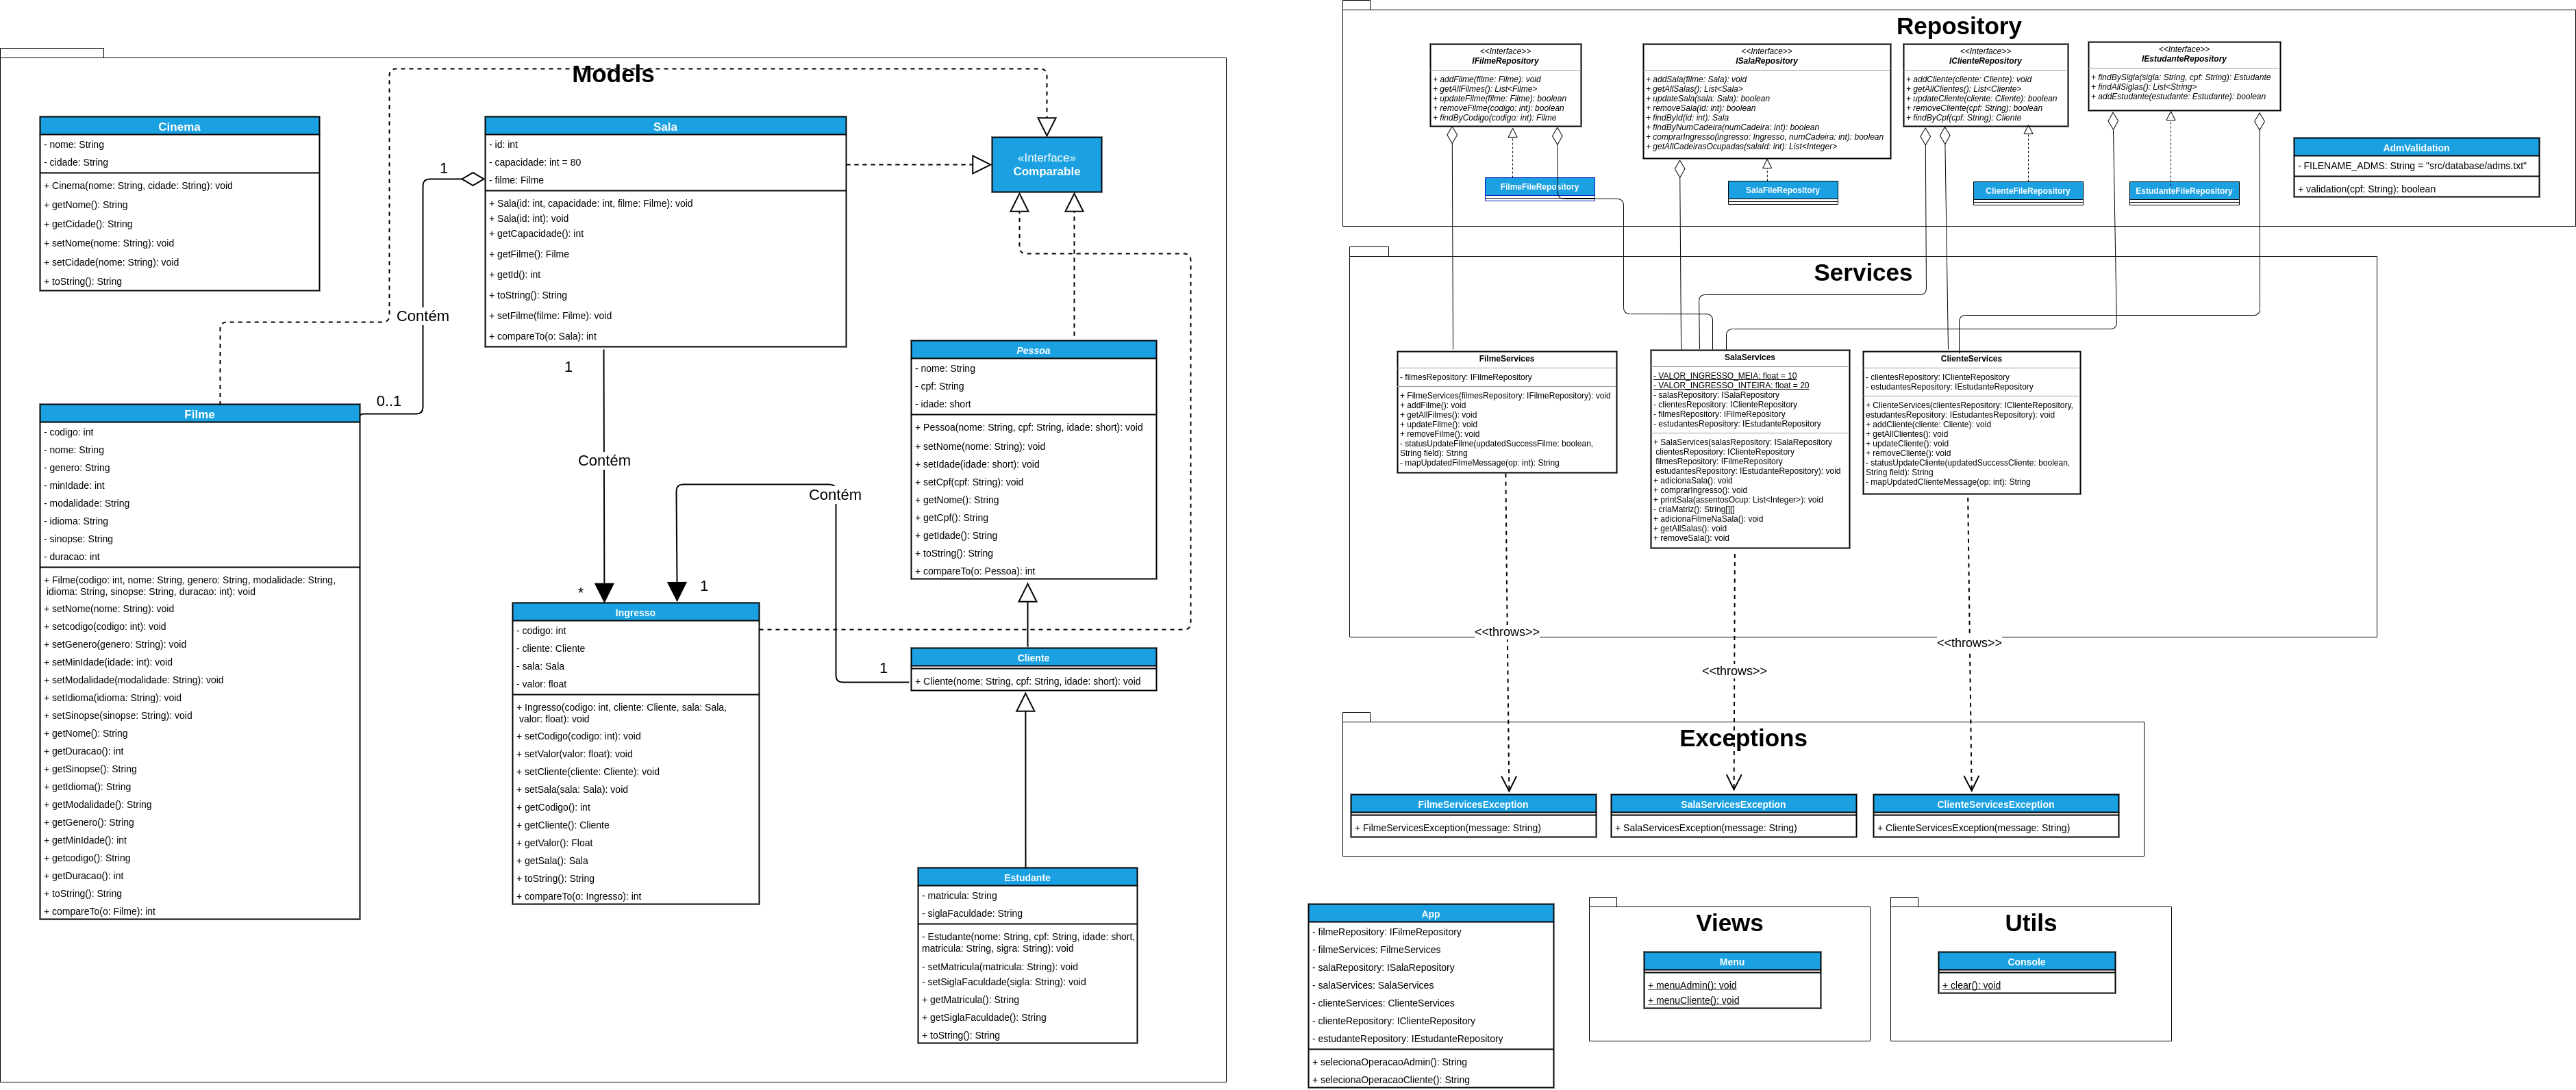 Models
Cinema
- nome: String
- cidade: String
+ Cinema(nome: String, cidade: String): void
+ getNome(): String
+ getCidade(): String
+ setNome(nome: String): void
+ setCidade(nome: String): void
+ toString(): String
Sala
- id: int
- capacidade: int = 80
- filme: Filme
+ Sala(id: int, capacidade: int, filme: Filme): void
+ Sala(id: int): void
+ getCapacidade(): int
+ getFilme(): Filme
+ getId(): int
+ toString(): String
+ setFilme(filme: Filme): void
+ compareTo(o: Sala): int
«Interface»
Comparable
1
Contém
0..1
1
Contém
*
Contém
1
1
Filme
- codigo: int
- nome: String
- genero: String
- minIdade: int
- modalidade: String
- idioma: String
- sinopse: String
- duracao: int
+ Filme(codigo: int, nome: String, genero: String, modalidade: String,
idioma: String, sinopse: String, duracao: int): void
+ setNome(nome: String): void
+ setcodigo(codigo: int): void
+ setGenero(genero: String): void
+ setMinIdade(idade: int): void
+ setModalidade(modalidade: String): void
+ setIdioma(idioma: String): void
+ setSinopse(sinopse: String): void
+ getNome(): String
+ getDuracao(): int
+ getSinopse(): String
+ getIdioma(): String
+ getModalidade(): String
+ getGenero(): String
+ getMinIdade(): int
+ getcodigo(): String
+ getDuracao(): int
+ toString(): String
+ compareTo(o: Filme): int
Ingresso
- codigo: int
- cliente: Cliente
- sala: Sala
- valor: float
+ Ingresso(codigo: int, cliente: Cliente, sala: Sala,
valor: float): void
+ setCodigo(codigo: int): void
+ setValor(valor: float): void
+ setCliente(cliente: Cliente): void
+ setSala(sala: Sala): void
+ getCodigo(): int
+ getCliente(): Cliente
+ getValor(): Float
+ getSala(): Sala
+ toString(): String
+ compareTo(o: Ingresso): int
Pessoa
- nome: String
- cpf: String
- idade: short
+ Pessoa(nome: String, cpf: String, idade: short): void
+ setNome(nome: String): void
+ setIdade(idade: short): void
+ setCpf(cpf: String): void
+ getNome(): String
+ getCpf(): String
+ getIdade(): String
+ toString(): String
+ compareTo(o: Pessoa): int
Cliente
+ Cliente(nome: String, cpf: String, idade: short): void
Estudante
- matricula: String
- siglaFaculdade: String
- Estudante(nome: String, cpf: String, idade: short,
matricula: String, sigra: String): void
- setMatricula(matricula: String): void
- setSiglaFaculdade(sigla: String): void
+ getMatricula(): String
+ getSiglaFaculdade(): String
+ toString(): String
Repository
<<Interface>>
IFilmeRepository
+ addFilme(filme: Filme): void
+ getAllFilmes(): List<Filme>
+ updateFilme(filme: Filme): boolean
+ removeFilme(codigo: int): boolean
+ findByCodigo(codigo: int): Filme
<<Interface>>
ISalaRepository
+ addSala(filme: Sala): void
+ getAllSalas(): List<Sala>
+ updateSala(sala: Sala): boolean
+ removeSala(id: int): boolean
+ findById(id: int): Sala
+ findByNumCadeira(numCadeira: int): boolean
+ comprarIngresso(ingresso: Ingresso, numCadeira: int): boolean
+ getAllCadeirasOcupadas(salaId: int): List<Integer>
<<Interface>>
IClienteRepository
+ addCliente(cliente: Cliente): void
+ getAllClientes(): List<Cliente>
+ updateCliente(cliente: Cliente): boolean
+ removeCliente(cpf: String): boolean
+ findByCpf(cpf: String): Cliente
<<Interface>>
IEstudanteRepository
+ findBySigla(sigla: String, cpf: String): Estudante
+ findAllSiglas(): List<String>
+ addEstudante(estudante: Estudante): boolean
AdmValidation
- FILENAME_ADMS: String = "src/database/adms.txt"
+ validation(cpf: String): boolean
FilmeFileRepository
SalaFileRepository
ClienteFileRepository
EstudanteFileRepository
Services
FilmeServices
- filmesRepository: IFilmeRepository
+ FilmeServices(filmesRepository: IFilmeRepository): void
+ addFilme(): void
+ getAllFilmes(): void
+ updateFilme(): void
+ removeFilme(): void
- statusUpdateFilme(updatedSuccessFilme: boolean,
String field): String
- mapUpdatedFilmeMessage(op: int): String
SalaServices
- VALOR_INGRESSO_MEIA: float = 10
- VALOR_INGRESSO_INTEIRA: float = 20
- salasRepository: ISalaRepository
- clientesRepository: IClienteRepository
- filmesRepository: IFilmeRepository
- estudantesRepository: IEstudanteRepository
+ SalaServices(salasRepository: ISalaRepository
clientesRepository: IClienteRepository
filmesRepository: IFilmeRepository
estudantesRepository: IEstudanteRepository): void
+ adicionaSala(): void
+ comprarIngresso(): void
+ printSala(assentosOcup: List<Integer>): void
- criaMatriz(): String[][]
+ adicionaFilmeNaSala(): void
+ getAllSalas(): void
+ removeSala(): void
ClienteServices
- clientesRepository: IClienteRepository
- estudantesRepository: IEstudanteRepository
+ ClienteServices(clientesRepository: IClienteRepository,
estudantesRepository: IEstudantesRepository): void
+ addCliente(cliente: Cliente): void
+ getAllClientes(): void
+ updateCliente(): void
+ removeCliente(): void
- statusUpdateCliente(updatedSuccessCliente: boolean,
String field): String
- mapUpdatedClienteMessage(op: int): String
<<throws>>
<<throws>>
<<throws>>
Exceptions
FilmeServicesException
+ FilmeServicesException(message: String)
SalaServicesException
+ SalaServicesException(message: String)
ClienteServicesException
+ ClienteServicesException(message: String)
App
- filmeRepository: IFilmeRepository
- filmeServices: FilmeServices
- salaRepository: ISalaRepository
- salaServices: SalaServices
- clienteServices: ClienteServices
- clienteRepository: IClienteRepository
- estudanteRepository: IEstudanteRepository
+ selecionaOperacaoAdmin(): String
+ selecionaOperacaoCliente(): String
Views
Menu
+ menuAdmin(): void
+ menuCliente(): void
Utils
Console
+ clear(): void